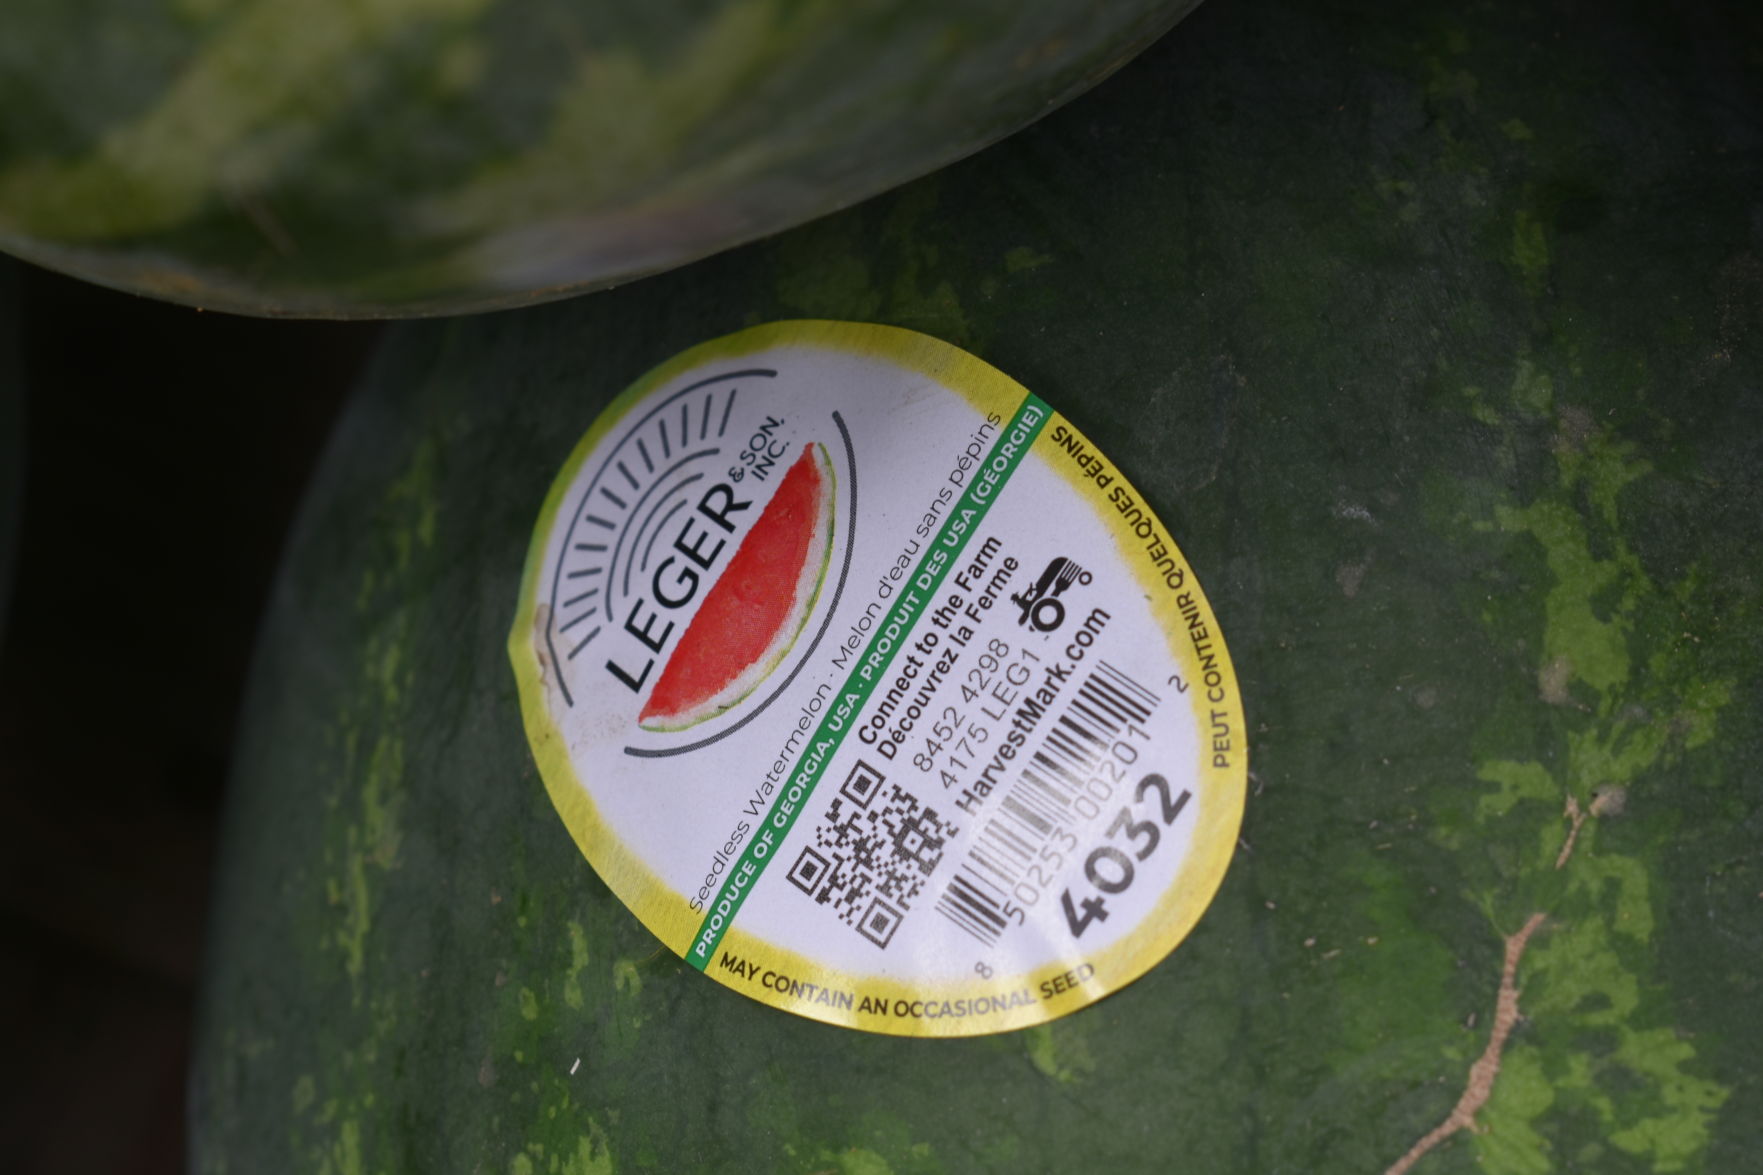 LEGER & SON, INC.
Seedless Watermelon · Melon d'eau sans pépins
PRODUCE OF GEORGIA, USA · PRODUIT DES USA (GÉORGIE)
Connect to the Farm
Découvrez la Ferme
8452 4298
4175 LEG1
HarvestMark.com
8 50253 00201 2
4032
MAY CONTAIN AN OCCASIONAL SEED
PEUT CONTENIR QUELQUES PÉPINS